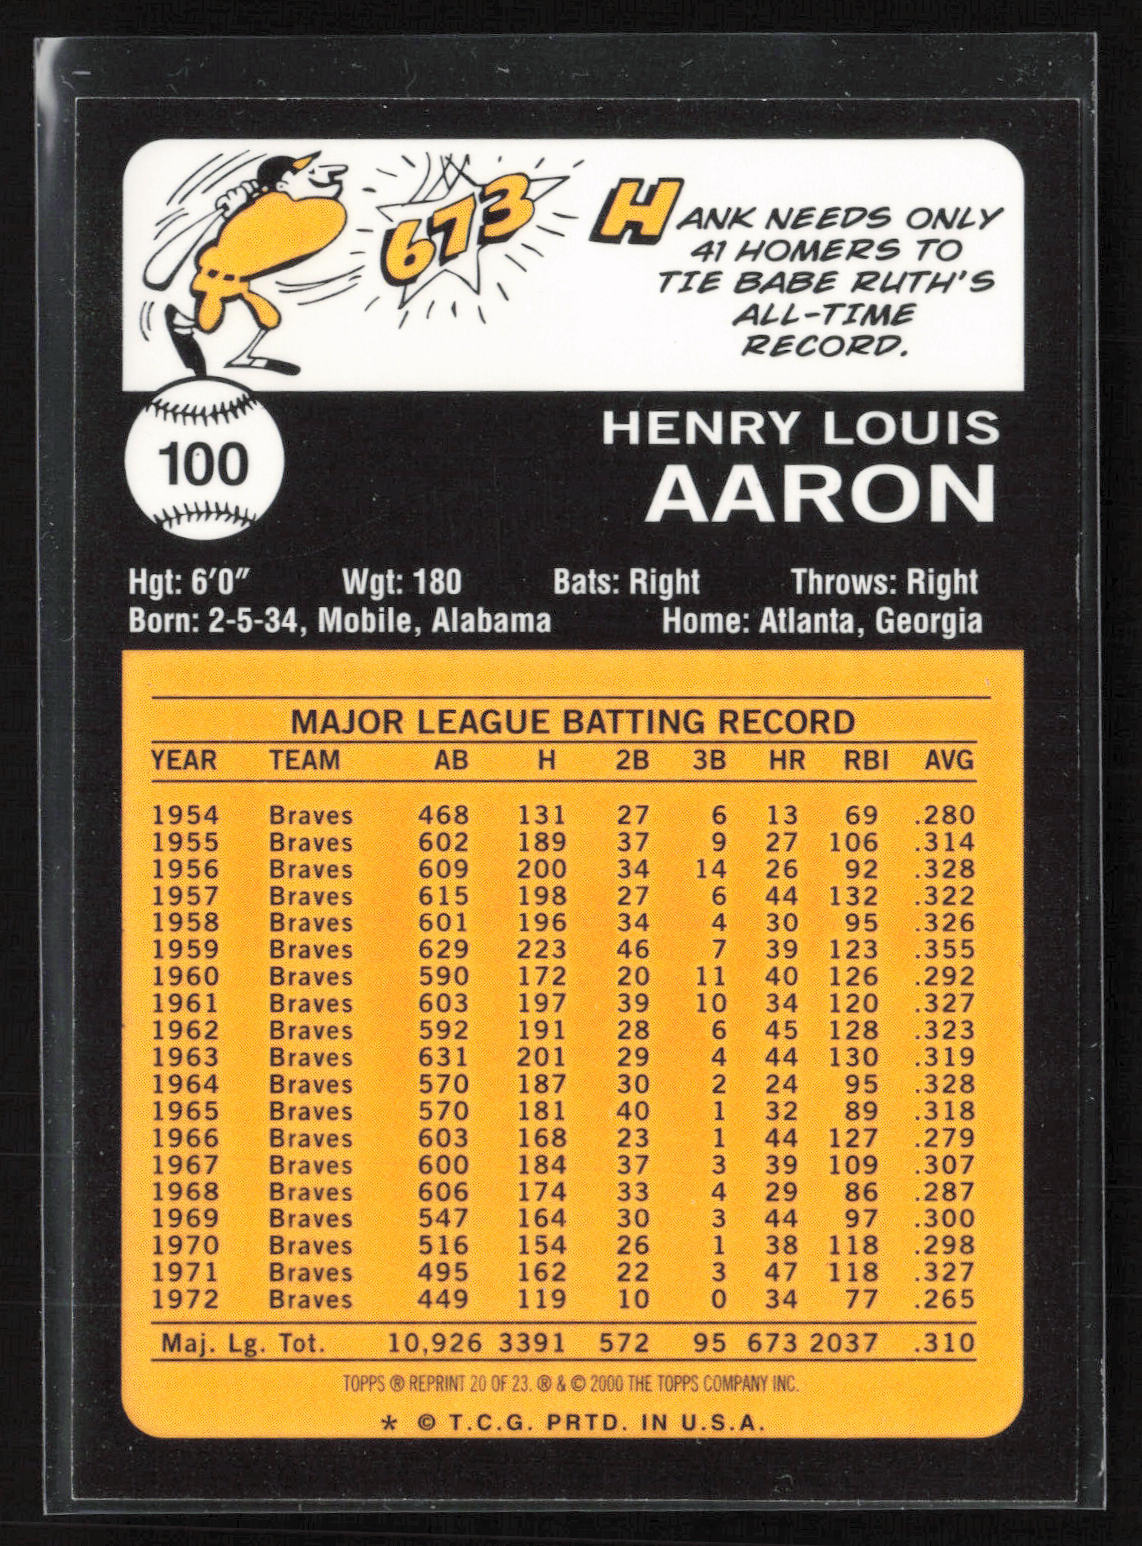 673
HANK NEEDS ONLY
41 HOMERS TO
TIE BABE RUTH'S
ALL-TIME
RECORD.
100
HENRY LOUIS
AARON
Hgt: 6'0" Wgt: 180 Bats: Right Throws: Right
Born: 2-5-34, Mobile, Alabama Home: Atlanta, Georgia
MAJOR LEAGUE BATTING RECORD
YEAR TEAM AB H 2B 3B HR RBI AVG
1954 Braves 468 131 27 6 13 69 .280
1955 Braves 602 189 37 9 27 106 .314
1956 Braves 609 200 34 14 26 92 .328
1957 Braves 615 198 27 6 44 132 .322
1958 Braves 601 196 34 4 30 95 .326
1959 Braves 629 223 46 7 39 123 .355
1960 Braves 590 172 20 11 40 126 .292
1961 Braves 603 197 39 10 34 120 .327
1962 Braves 592 191 28 6 45 128 .323
1963 Braves 631 201 29 4 44 130 .319
1964 Braves 570 187 30 2 24 95 .328
1965 Braves 570 181 40 1 32 89 .318
1966 Braves 603 168 23 1 44 127 .279
1967 Braves 600 184 37 3 39 109 .307
1968 Braves 606 174 33 4 29 86 .287
1969 Braves 547 164 30 3 44 97 .300
1970 Braves 516 154 26 1 38 118 .298
1971 Braves 495 162 22 3 47 118 .327
1972 Braves 449 119 10 0 34 77 .265
Maj. Lg. Tot. 10,926 3391 572 95 673 2037 .310
TOPPS ® REPRINT 20 OF 23. ® & © 2000 THE TOPPS COMPANY INC.
* © T.C.G. PRTD. IN U.S.A.